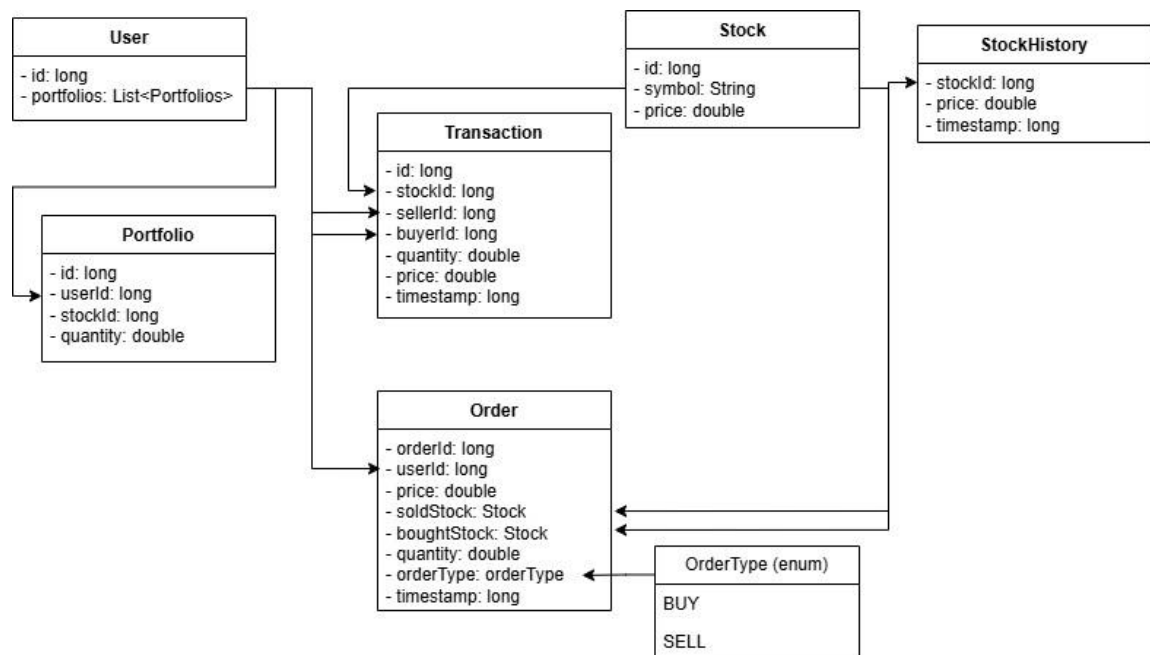 User
- id: long
- portfolios: List<Portfolios>
Stock
- id: long
- symbol: String
- price: double
StockHistory
- stockId: long
- price: double
- timestamp: long
Transaction
- id: long
- stockId: long
- sellerId: long
- buyerId: long
- quantity: double
- price: double
- timestamp: long
Portfolio
- id: long
- userId: long
- stockId: long
- quantity: double
Order
- orderId: long
- userId: long
- price: double
- soldStock: Stock
- boughtStock: Stock
- quantity: double
- orderType: orderType
- timestamp: long
OrderType (enum)
BUY
SELL